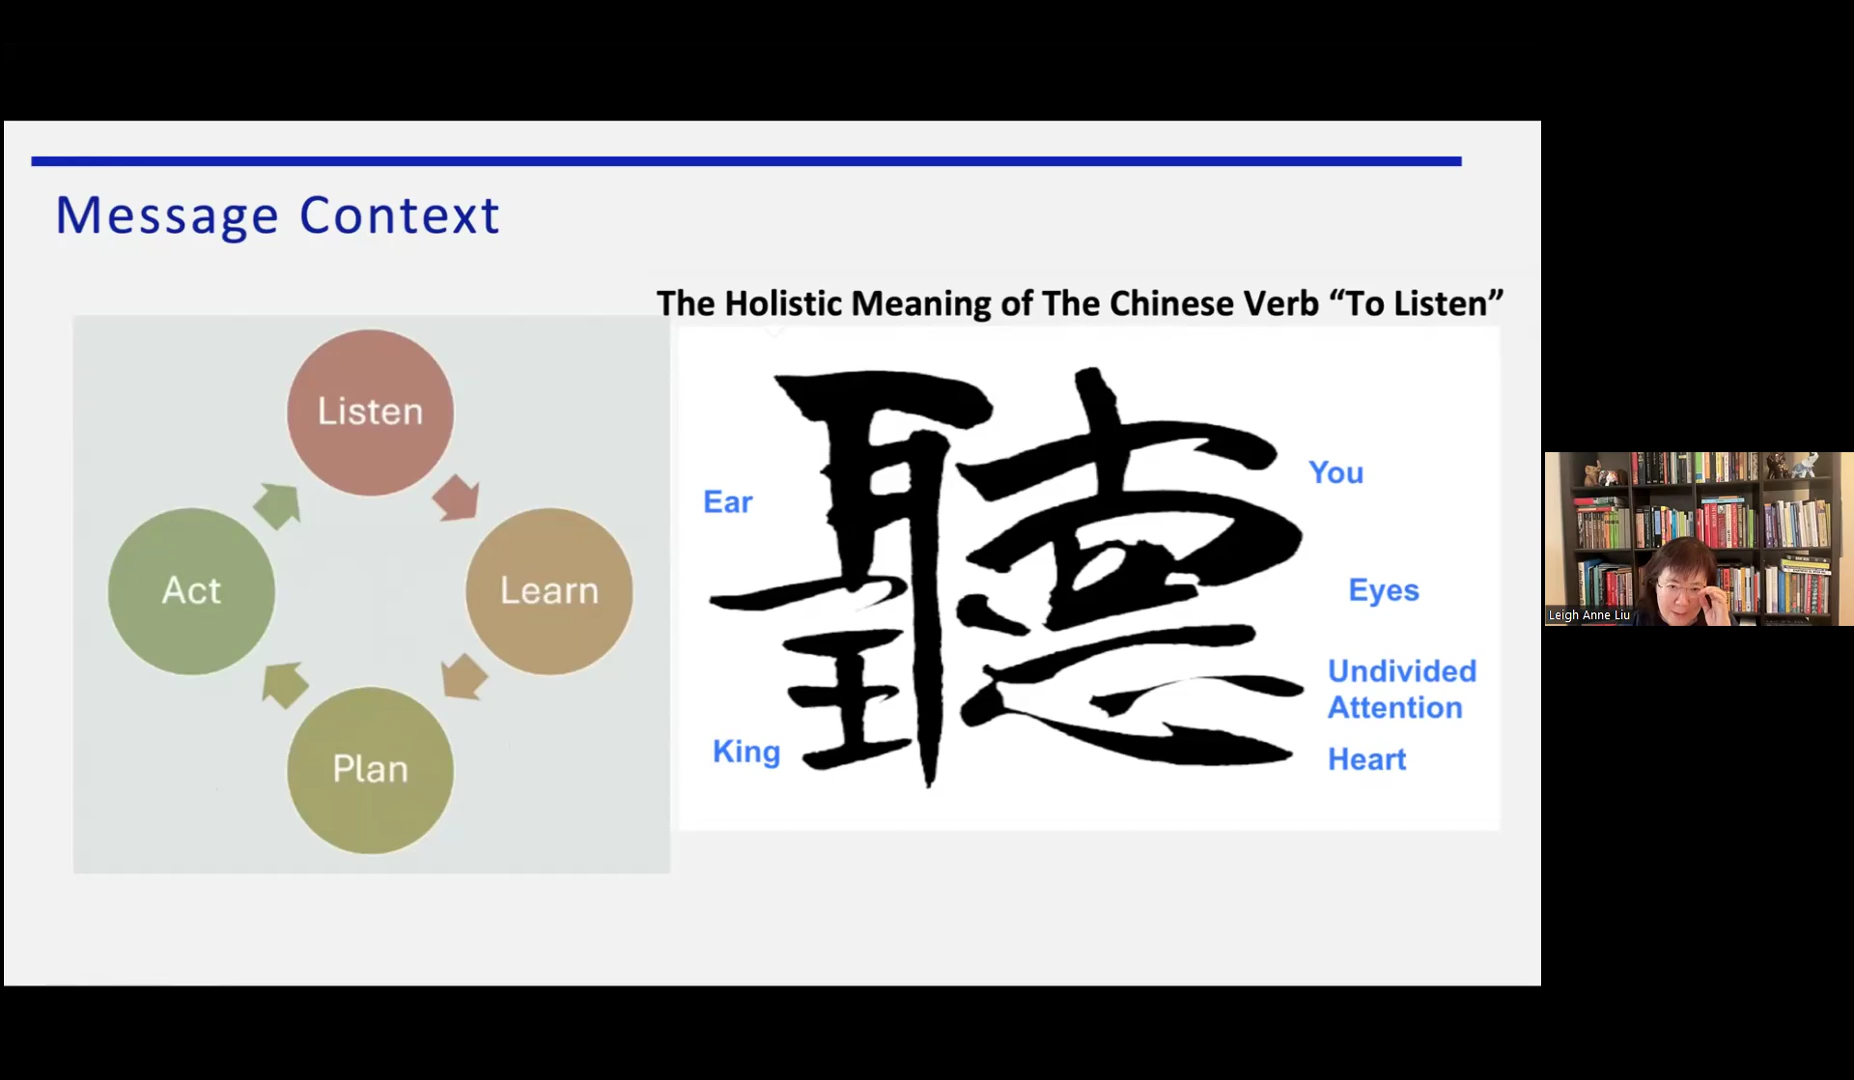 Message Context
The Holistic Meaning of The Chinese Verb “To Listen”
Listen
Learn
Plan
Act
聽
Ear
King
You
Eyes
Undivided
Attention
Heart
Leigh Anne Liu